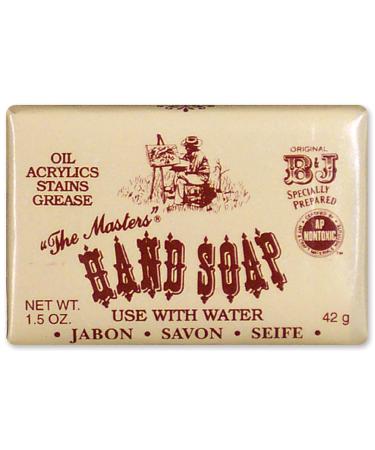 OIL
ACRYLICS
STAINS
GREASE
ORIGINAL
B&J
SPECIALLY
PREPARED
AP
NONTOXIC
"The Masters"®
HAND SOAP
NET WT.
1.5 OZ.
USE WITH WATER
42 g
• JABON • SAVON • SEIFE •